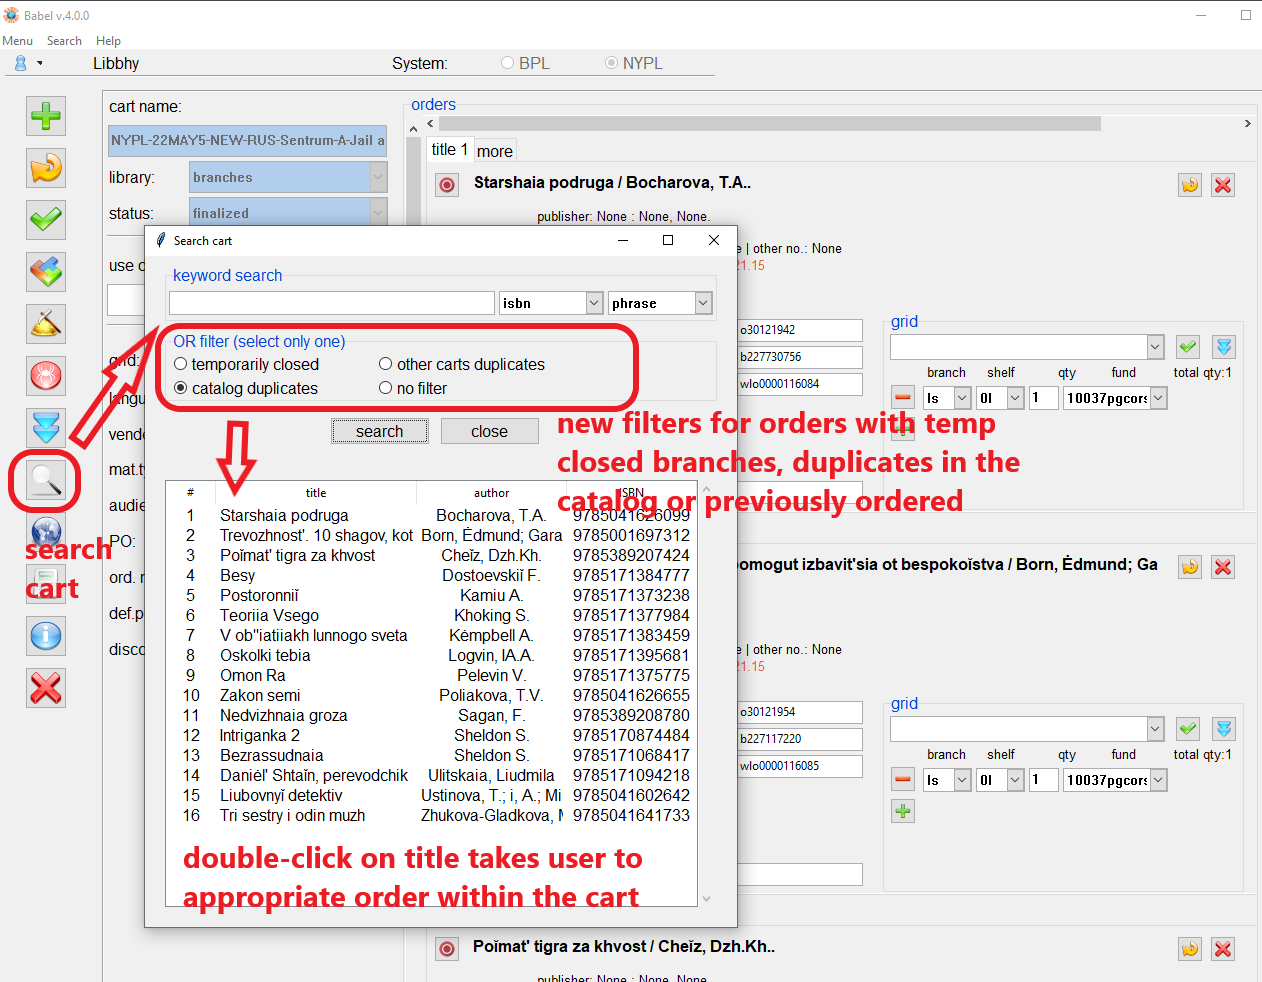 Babel v.4.0.0
Menu Search Help
Libbhy System: BPL NYPL
cart name:
NYPL-22MAY5-NEW-RUS-Sentrum-A-Jail a
library: branches
status: finalized
use d
grid:
langu
vend
mat.ty
audie
PO:
ord. r
def.p
disco
search
cart
orders
title 1 more
Starshaia podruga / Bocharova, T.A..
publisher: None : None, None.
e | other no.: None
21.15
o30121942
b227730756
wlo0000116084
grid
branch shelf qty fund total qty:1
ls 0l 1 10037pgcors
Search cart
keyword search
isbn phrase
OR filter (select only one)
temporarily closed other carts duplicates
catalog duplicates no filter
search close
new filters for orders with temp
closed branches, duplicates in the
catalog or previously ordered
# title author ISBN
1 Starshaia podruga Bocharova, T.A. 9785041626099
2 Trevozhnost'. 10 shagov, kot Born, Ėdmund; Gara 9785001697312
3 Poĭmat' tigra za khvost Cheĭz, Dzh.Kh. 9785389207424
4 Besy Dostoevskiĭ F. 9785171384777
5 Postoronniĭ Kamiu A. 9785171373238
6 Teoriia Vsego Khoking S. 9785171377984
7 V ob"iatiiakh lunnogo sveta Kėmpbell A. 9785171383459
8 Oskolki tebia Logvin, IA.A. 9785171395681
9 Omon Ra Pelevin V. 9785171375775
10 Zakon semi Poliakova, T.V. 9785041626655
11 Nedvizhnaia groza Sagan, F. 9785389208780
12 Intriganka 2 Sheldon S. 9785170874484
13 Bezrassudnaia Sheldon S. 9785171068417
14 Daniėl' Shtaĭn, perevodchik Ulitskaia, Liudmila 9785171094218
15 Liubovnyĭ detektiv Ustinova, T.; i, A.; Mi 9785041602642
16 Tri sestry i odin muzh Zhukova-Gladkova, M 9785041641733
double-click on title takes user to
appropriate order within the cart
pomogut izbavit'sia ot bespokoĭstva / Born, Ėdmund; Ga
e | other no.: None
21.15
o30121954
b227117220
wlo0000116085
grid
branch shelf qty fund total qty:1
ls 0l 1 10037pgcors
Poĭmat' tigra za khvost / Cheĭz, Dzh.Kh..
publisher: None : None, None.